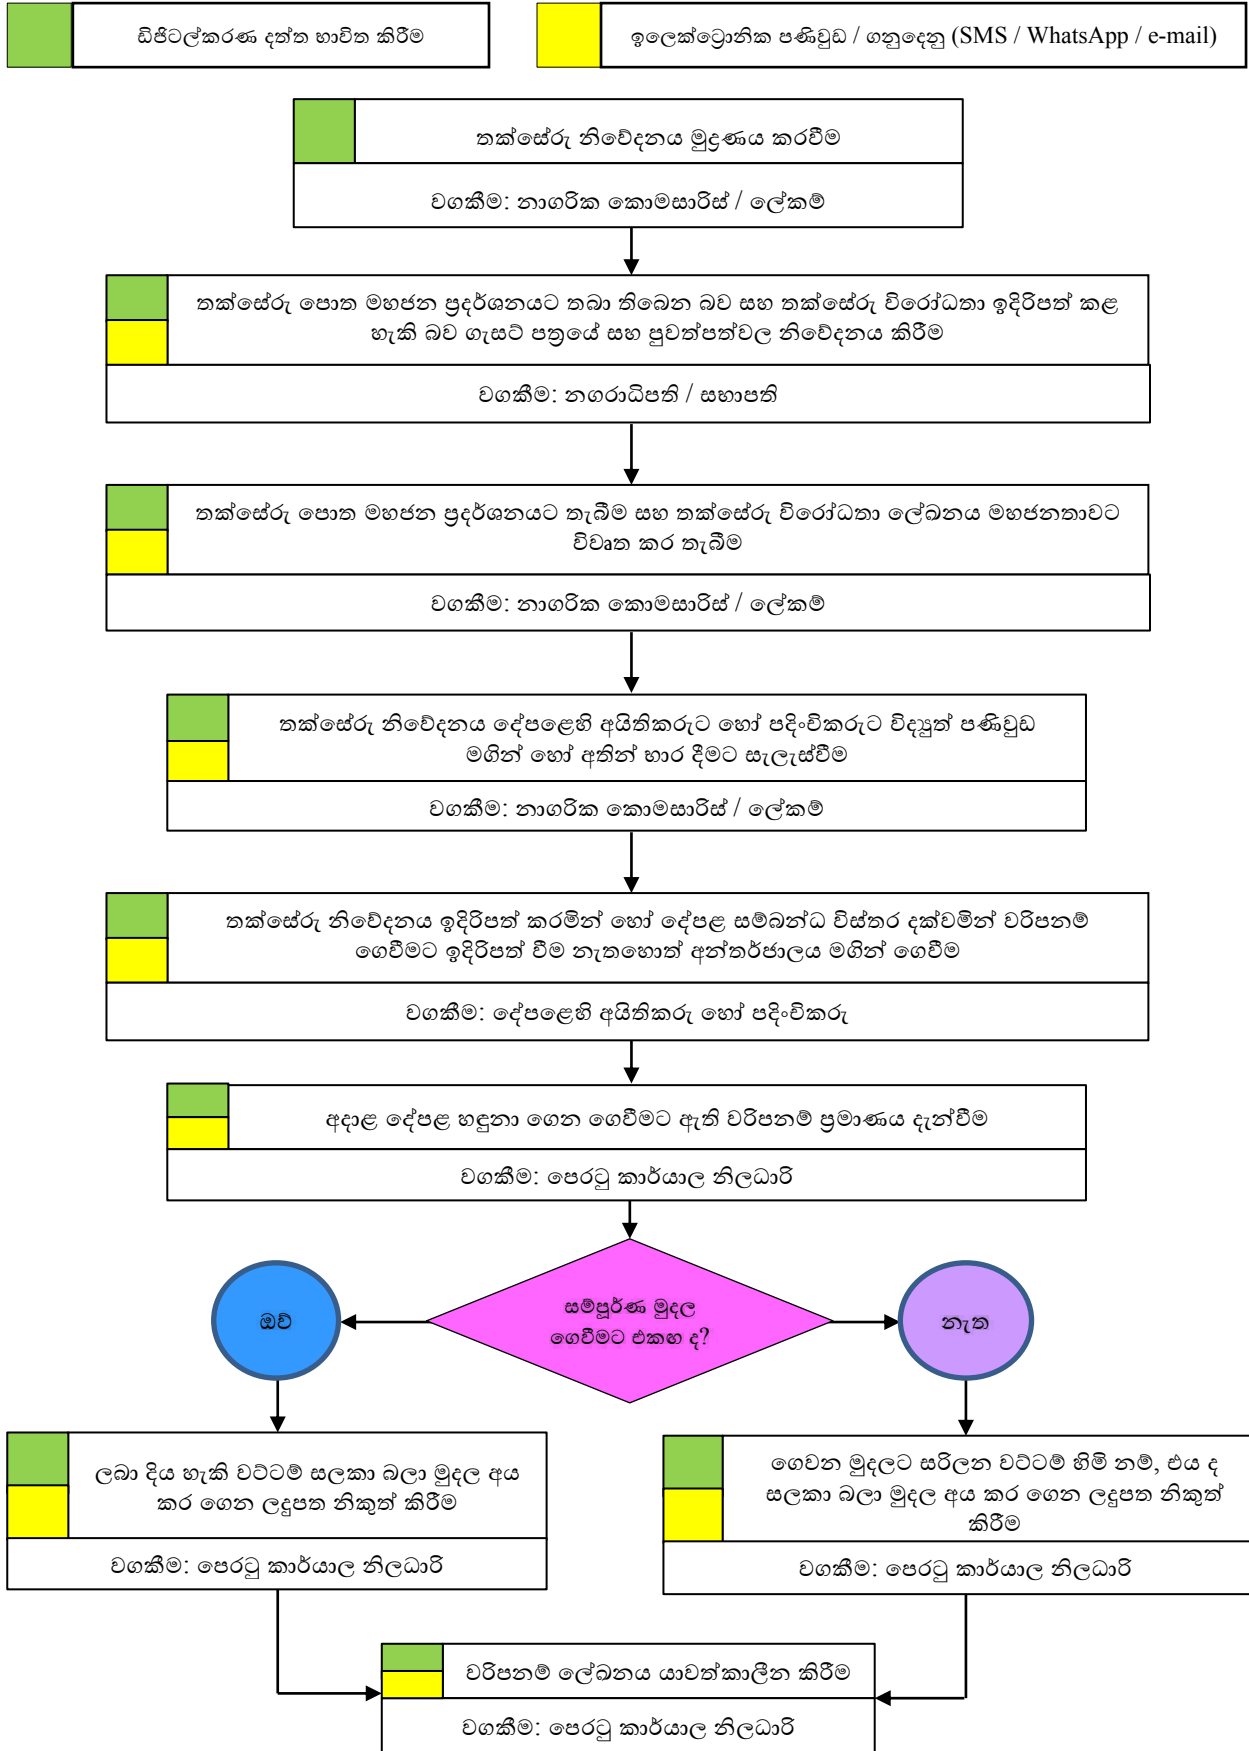 ඩිජිටල්කරණ දත්ත භාවිත කිරීම
ඉලෙක්ට්‍රොනික පණිවුඩ / ගනුදෙනු (SMS / WhatsApp / e-mail)
තක්සේරු නිවේදනය මුද්‍රණය කරවීම
වගකීම: නාගරික කොමසාරිස් / ලේකම්
තක්සේරු පොත මහජන ප්‍රදර්ශනයට තබා තිබෙන බව සහ තක්සේරු විරෝධතා ඉදිරිපත් කළ
හැකි බව ගැසට් පත්‍රයේ සහ පුවත්පත්වල නිවේදනය කිරීම
වගකීම: නගරාධිපති / සභාපති
තක්සේරු පොත මහජන ප්‍රදර්ශනයට තැබීම සහ තක්සේරු විරෝධතා ලේඛනය මහජනතාවට
විවෘත කර තැබීම
වගකීම: නාගරික කොමසාරිස් / ලේකම්
තක්සේරු නිවේදනය දේපළෙහි අයිතිකරුට හෝ පදිංචිකරුට විද්‍යුත් පණිවුඩ
මගින් හෝ අතින් භාර දීමට සැලැස්වීම
වගකීම: නාගරික කොමසාරිස් / ලේකම්
තක්සේරු නිවේදනය ඉදිරිපත් කරමින් හෝ දේපළ සම්බන්ධ විස්තර දක්වමින් වරිපනම්
ගෙවීමට ඉදිරිපත් වීම නැතහොත් අන්තර්ජාලය මගින් ගෙවීම
වගකීම: දේපළෙහි අයිතිකරු හෝ පදිංචිකරු
අදාළ දේපළ හඳුනා ගෙන ගෙවීමට ඇති වරිපනම් ප්‍රමාණය දැන්වීම
වගකීම: පෙරටු කාර්යාල නිලධාරි
සම්පූර්ණ මුදල
ගෙවීමට එකඟ ද?
ඔව්
නැත
ලබා දිය හැකි වට්ටම් සලකා බලා මුදල අය
කර ගෙන ලදුපත නිකුත් කිරීම
වගකීම: පෙරටු කාර්යාල නිලධාරි
ගෙවන මුදලට සරිලන වට්ටම් හිමි නම්, එය ද
සලකා බලා මුදල අය කර ගෙන ලදුපත නිකුත්
කිරීම
වගකීම: පෙරටු කාර්යාල නිලධාරි
වරිපනම් ලේඛනය යාවත්කාලීන කිරීම
වගකීම: පෙරටු කාර්යාල නිලධාරි